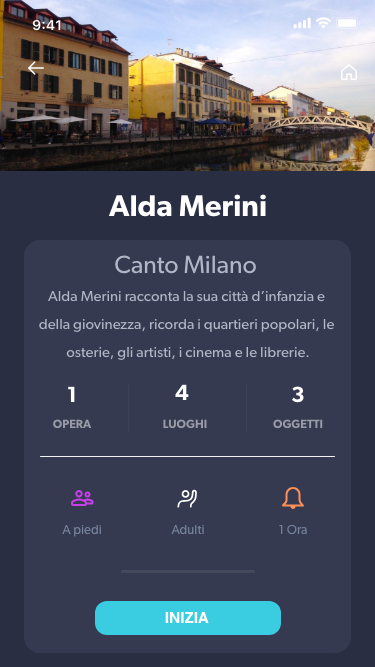 9:41
Alda Merini
Canto Milano
Alda Merini racconta la sua città d'infanzia e
della giovinezza, ricorda i quartieri popolari, le
osterie, gli artisti, i cinema e le librerie.
1 4 3
OPERA LUOGHI OGGETTI
A piedi Adulti 1 Ora
INIZIA